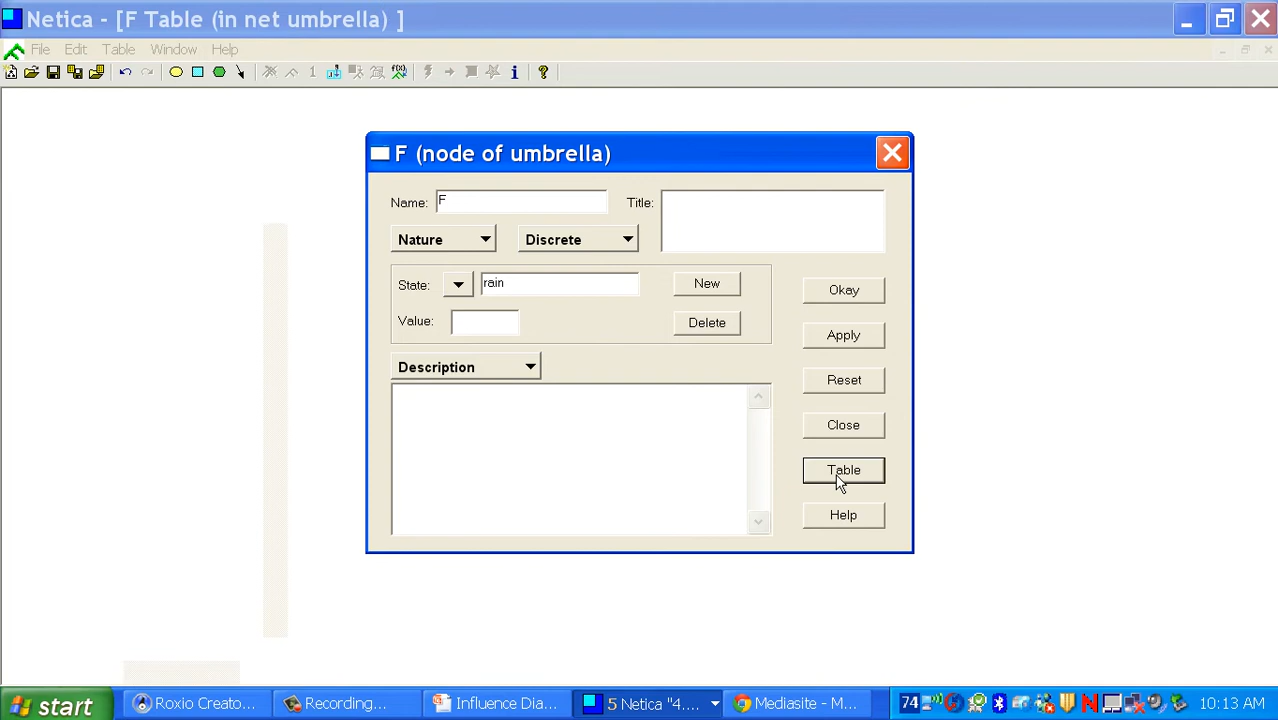 Netica - [F Table (in net umbrella) ]
File Edit Table Window Help
1 f(x) i ?
F (node of umbrella)
Name: F Title:
Nature Discrete
State: rain New
Value: Delete
Description
Okay
Apply
Reset
Close
Table
Help
start Roxio Creato... Recording.... Influence Dia... 5 Netica "4.... Mediasite - M... 74 N 10:13 AM